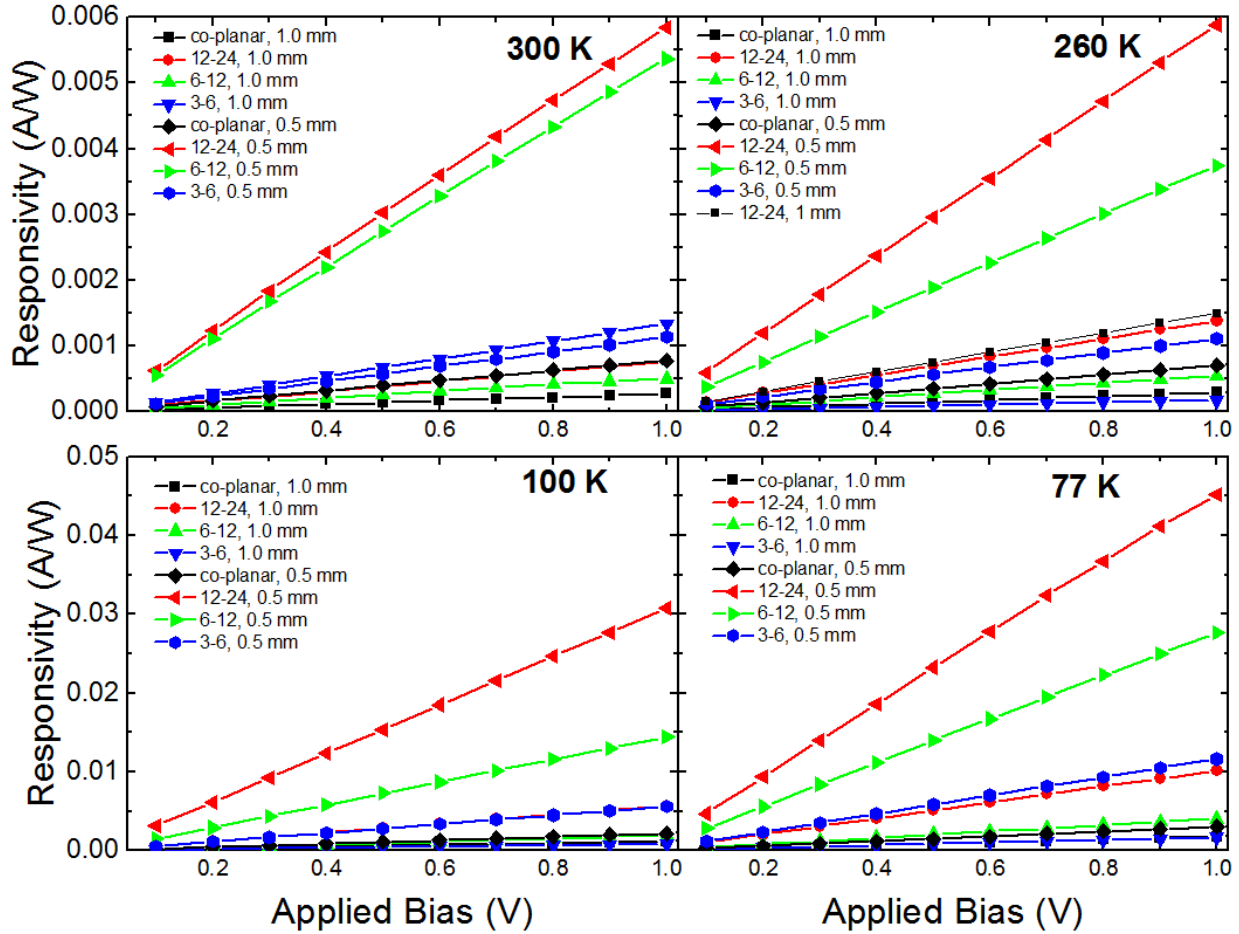 0.006
0.005
0.004
0.003
0.002
0.001
0.000
Responsivity (A/W)
300 K
co-planar, 1.0 mm
12-24, 1.0 mm
6-12, 1.0 mm
3-6, 1.0 mm
co-planar, 0.5 mm
12-24, 0.5 mm
6-12, 0.5 mm
3-6, 0.5 mm
0.2 0.4 0.6 0.8 1.0
260 K
co-planar, 1.0 mm
12-24, 1.0 mm
6-12, 1.0 mm
3-6, 1.0 mm
co-planar, 0.5 mm
12-24, 0.5 mm
6-12, 0.5 mm
3-6, 0.5 mm
12-24, 1 mm
0.2 0.4 0.6 0.8 1.0
0.05
0.04
0.03
0.02
0.01
0.00
Responsivity (A/W)
100 K
co-planar, 1.0 mm
12-24, 1.0 mm
6-12, 1.0 mm
3-6, 1.0 mm
co-planar, 0.5 mm
12-24, 0.5 mm
6-12, 0.5 mm
3-6, 0.5 mm
0.2 0.4 0.6 0.8 1.0
Applied Bias (V)
77 K
co-planar, 1.0 mm
12-24, 1.0 mm
6-12, 1.0 mm
3-6, 1.0 mm
co-planar, 0.5 mm
12-24, 0.5 mm
6-12, 0.5 mm
3-6, 0.5 mm
0.2 0.4 0.6 0.8 1.0
Applied Bias (V)